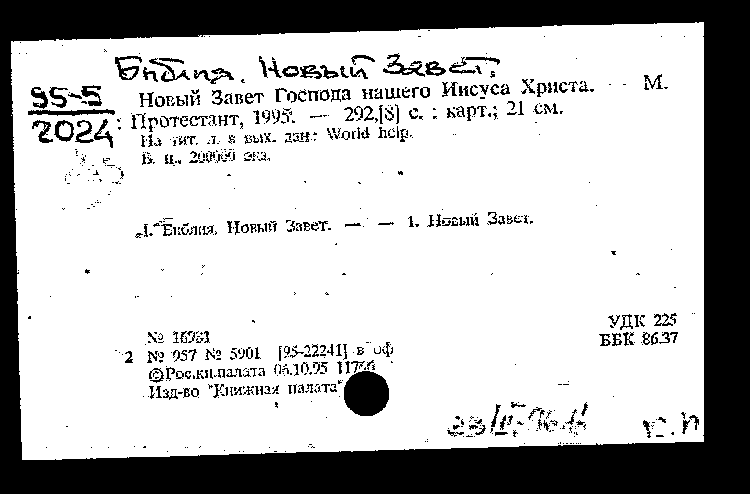 Библия. Новый Завет.
95-5
2024
Новый Завет Господа нашего Иисуса Христа. — М.
: Протестант, 1995. — 292,[8] с. : карт.; 21 см.
На тит. л. в вых. дан.: World help.
Б. ц., 200000 экз.
1. Библия. Новый Завет. — — 1. Новый Завет.
УДК 225
ББК 86.37
№ 16981
2 № 957 № 5901 [95-22241] в оф
©Рос.кн.палата 06.10.95
Изд-во "Книжная палата"